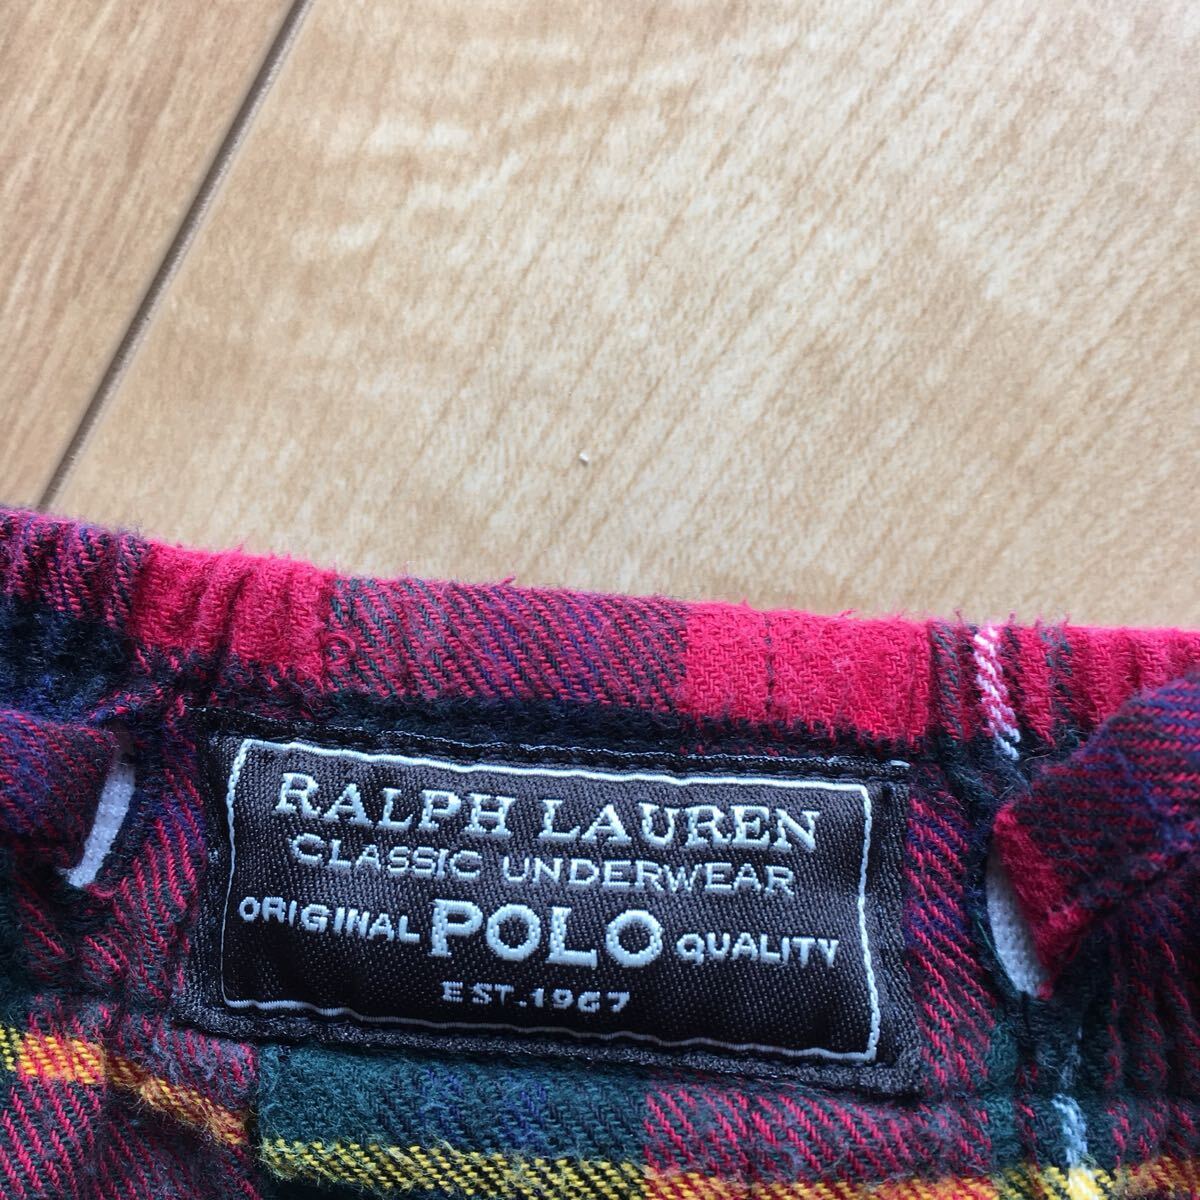 RALPH LAUREN
CLASSIC UNDERWEAR
ORIGINAL POLO QUALITY
EST.1967